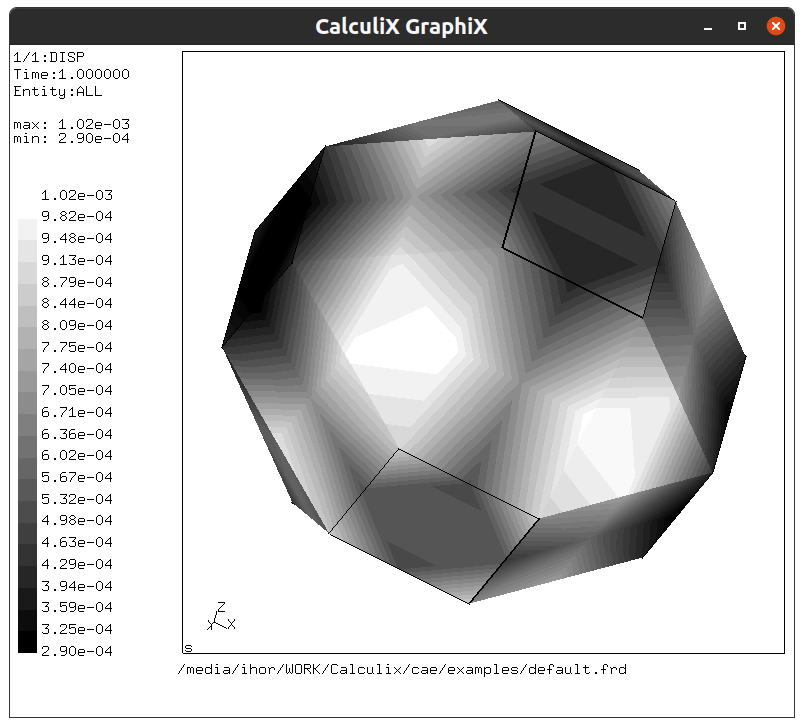 CalculiX GraphiX
1/1:DISP
Time:1.000000
Entity:ALL
max: 1.02e-03
min: 2.90e-04
1.02e-03
9.82e-04
9.48e-04
9.13e-04
8.79e-04
8.44e-04
8.09e-04
7.75e-04
7.40e-04
7.05e-04
6.71e-04
6.36e-04
6.02e-04
5.67e-04
5.32e-04
4.98e-04
4.63e-04
4.29e-04
3.94e-04
3.59e-04
3.25e-04
2.90e-04
Z
Y X
s
/media/ihor/WORK/Calculix/cae/examples/default.frd